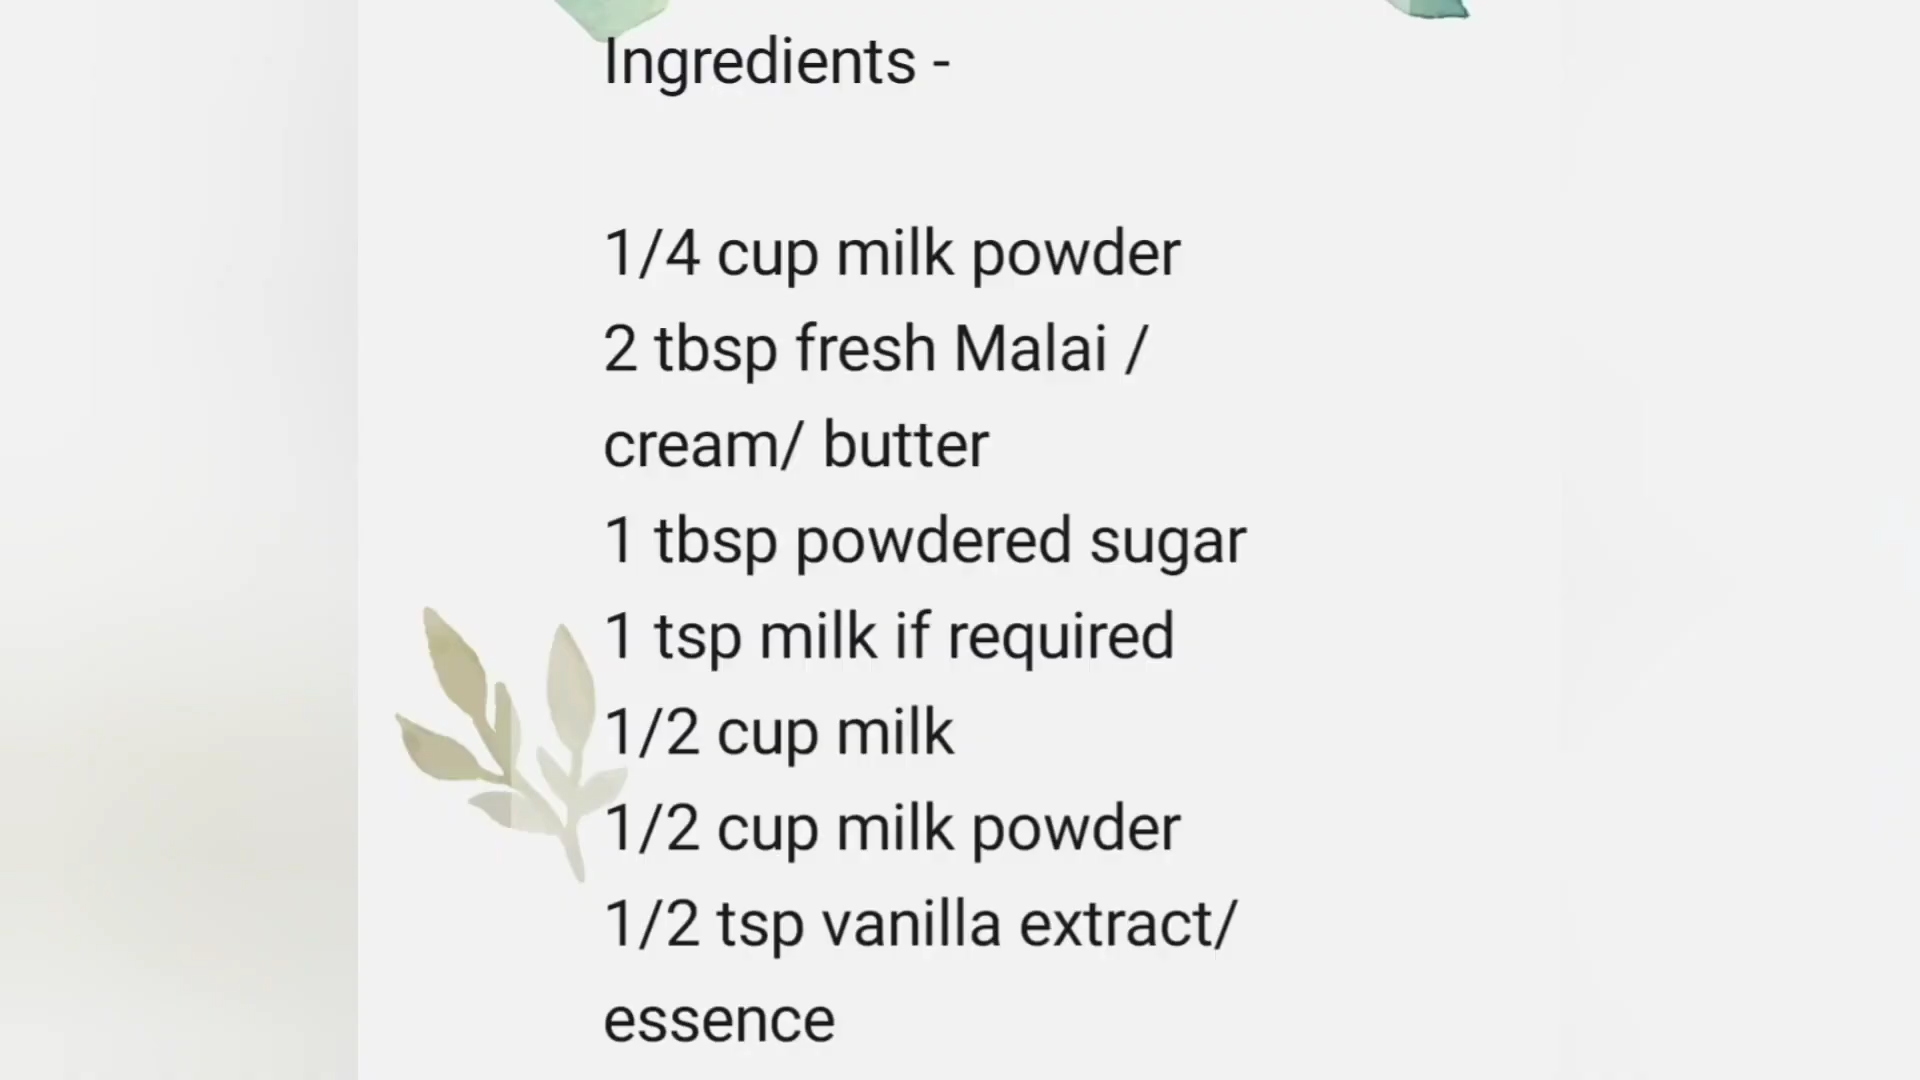 Ingredients -
1/4 cup milk powder
2 tbsp fresh Malai /
cream/ butter
1 tbsp powdered sugar
1 tsp milk if required
1/2 cup milk
1/2 cup milk powder
1/2 tsp vanilla extract/
essence